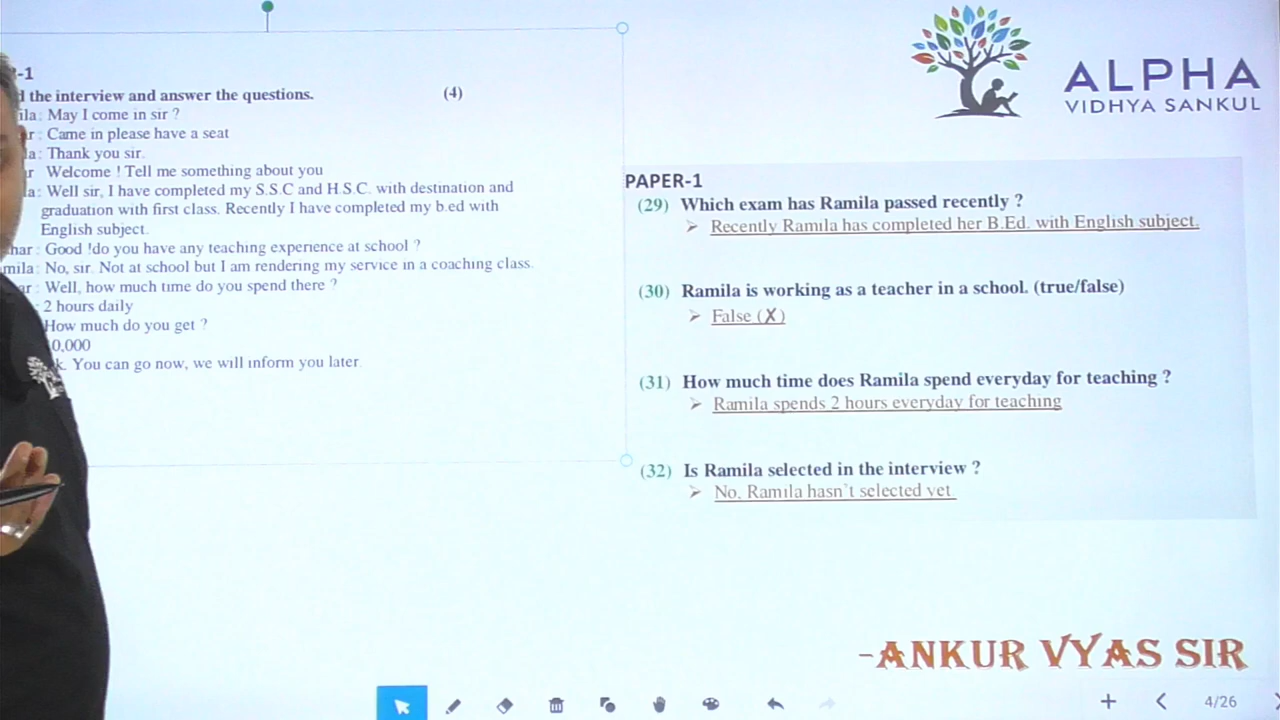 -1
the interview and answer the questions. (4)
ila: May I come in sir ?
r : Came in please have a seat
la: Thank you sir.
r Welcome ! Tell me something about you
a: Well sir, I have completed my S.S.C and H.S.C. with destination and
graduation with first class. Recently I have completed my b.ed with
English subject.
har : Good !do you have any teaching experience at school ?
mila: No, sir. Not at school but I am rendering my service in a coaching class.
ar : Well, how much time do you spend there ?
: 2 hours daily
How much do you get ?
0,000
k. You can go now, we will inform you later.
ALPHA
VIDHYA SANKUL
PAPER-1
(29) Which exam has Ramila passed recently ?
➢ Recently Ramila has completed her B.Ed. with English subject.
(30) Ramila is working as a teacher in a school. (true/false)
➢ False (X)
(31) How much time does Ramila spend everyday for teaching ?
➢ Ramila spends 2 hours everyday for teaching
(32) Is Ramila selected in the interview ?
➢ No, Ramila hasn't selected yet
-ANKUR VYAS SIR
4/26